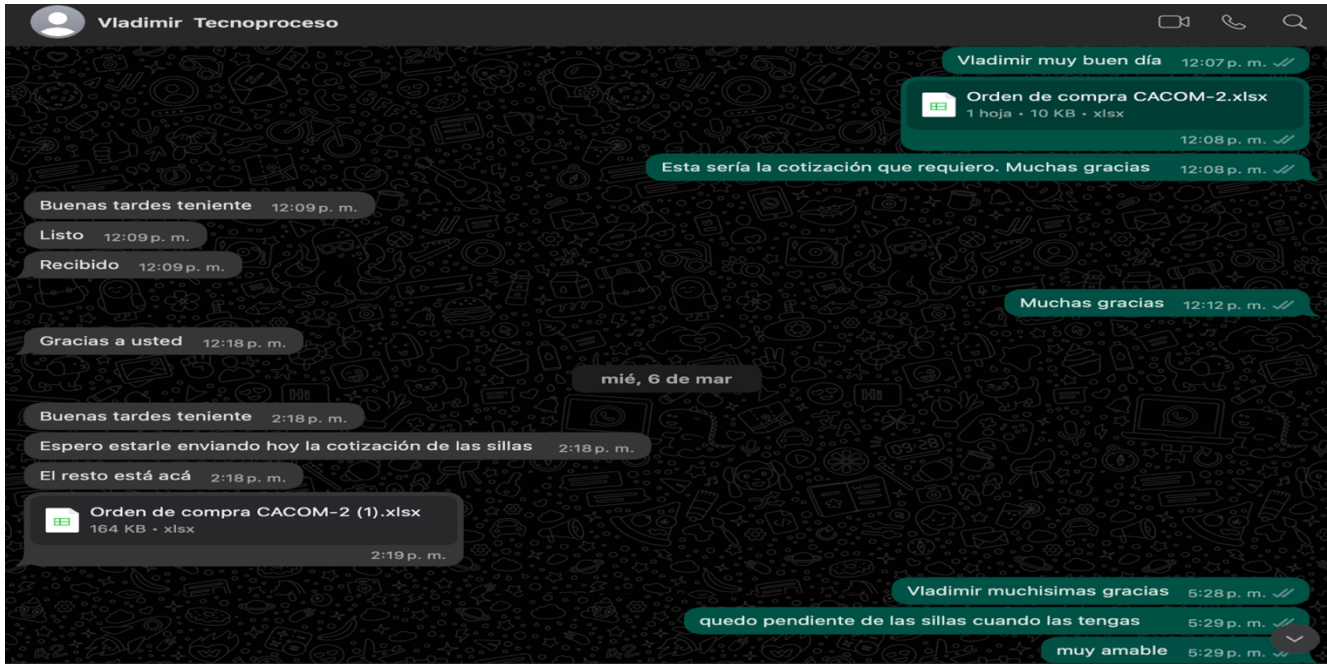 Vladimir Tecnoproceso
Vladimir muy buen día 12:07 p. m.
Orden de compra CACOM-2.xlsx
1 hoja • 10 KB • xlsx
12:08 p. m.
Esta sería la cotización que requiero. Muchas gracias 12:08 p. m.
Buenas tardes teniente 12:09 p. m.
Listo 12:09 p. m.
Recibido 12:09 p. m.
Muchas gracias 12:12 p. m.
Gracias a usted 12:18 p. m.
mié, 6 de mar
Buenas tardes teniente 2:18 p. m.
Espero estarle enviando hoy la cotización de las sillas 2:18 p. m.
El resto está acá 2:18 p. m.
Orden de compra CACOM-2 (1).xlsx
164 KB • xlsx
2:19 p. m.
Vladimir muchisimas gracias 5:28 p. m.
quedo pendiente de las sillas cuando las tengas 5:29 p. m.
muy amable 5:29 p. m.